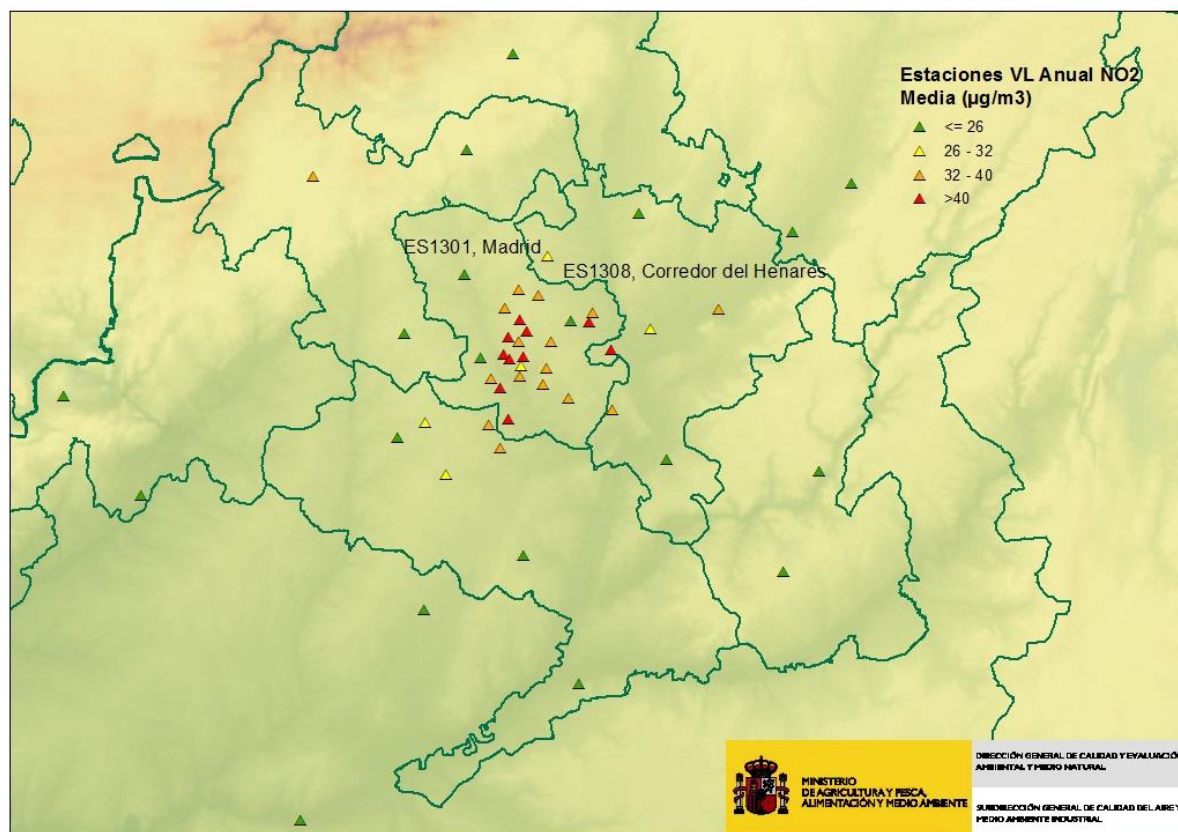 Estaciones VL Anual NO2
Media (µg/m3)
<= 26
26 - 32
32 - 40
>40
ES1301, Madrid
ES1308, Corredor del Henares
MINISTERIO
DE AGRICULTURA Y PESCA,
ALIMENTACIÓN Y MEDIO AMBIENTE
DIRECCIÓN GENERAL DE CALIDAD Y EVALUACIÓ
AMBIENTAL Y MEDIO NATURAL
SUBDIRECCIÓN GENERAL DE CALIDAD DEL AIRE Y
MEDIO AMBIENTE INDUSTRIAL